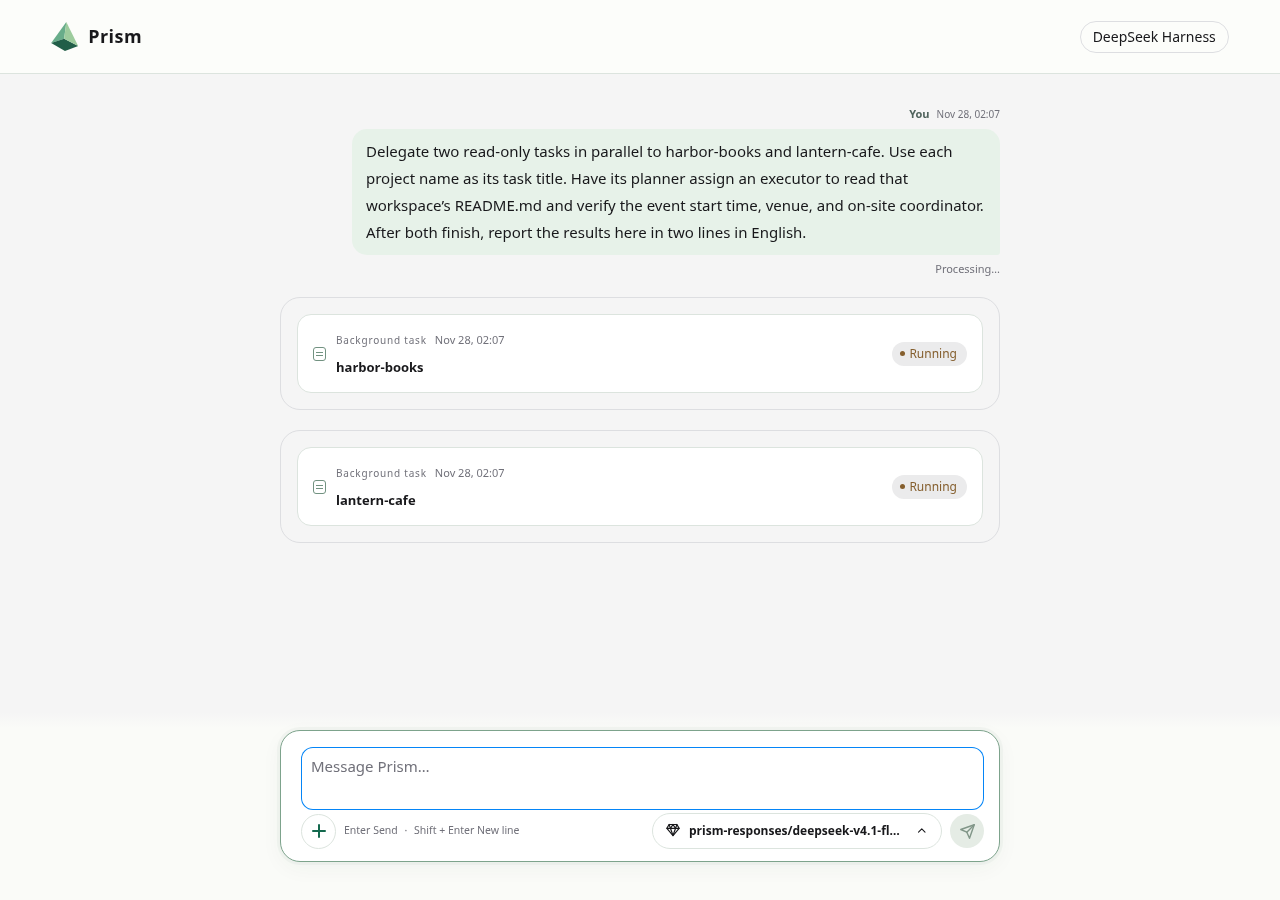 Prism
DeepSeek Harness
You Nov 28, 02:07
Delegate two read-only tasks in parallel to harbor-books and lantern-cafe. Use each
project name as its task title. Have its planner assign an executor to read that
workspace’s README.md and verify the event start time, venue, and on-site coordinator.
After both finish, report the results here in two lines in English.
Processing…
Background task Nov 28, 02:07
harbor-books
Running
Background task Nov 28, 02:07
lantern-cafe
Running
Message Prism…
Enter Send · Shift + Enter New line
prism-responses/deepseek-v4.1-fl…